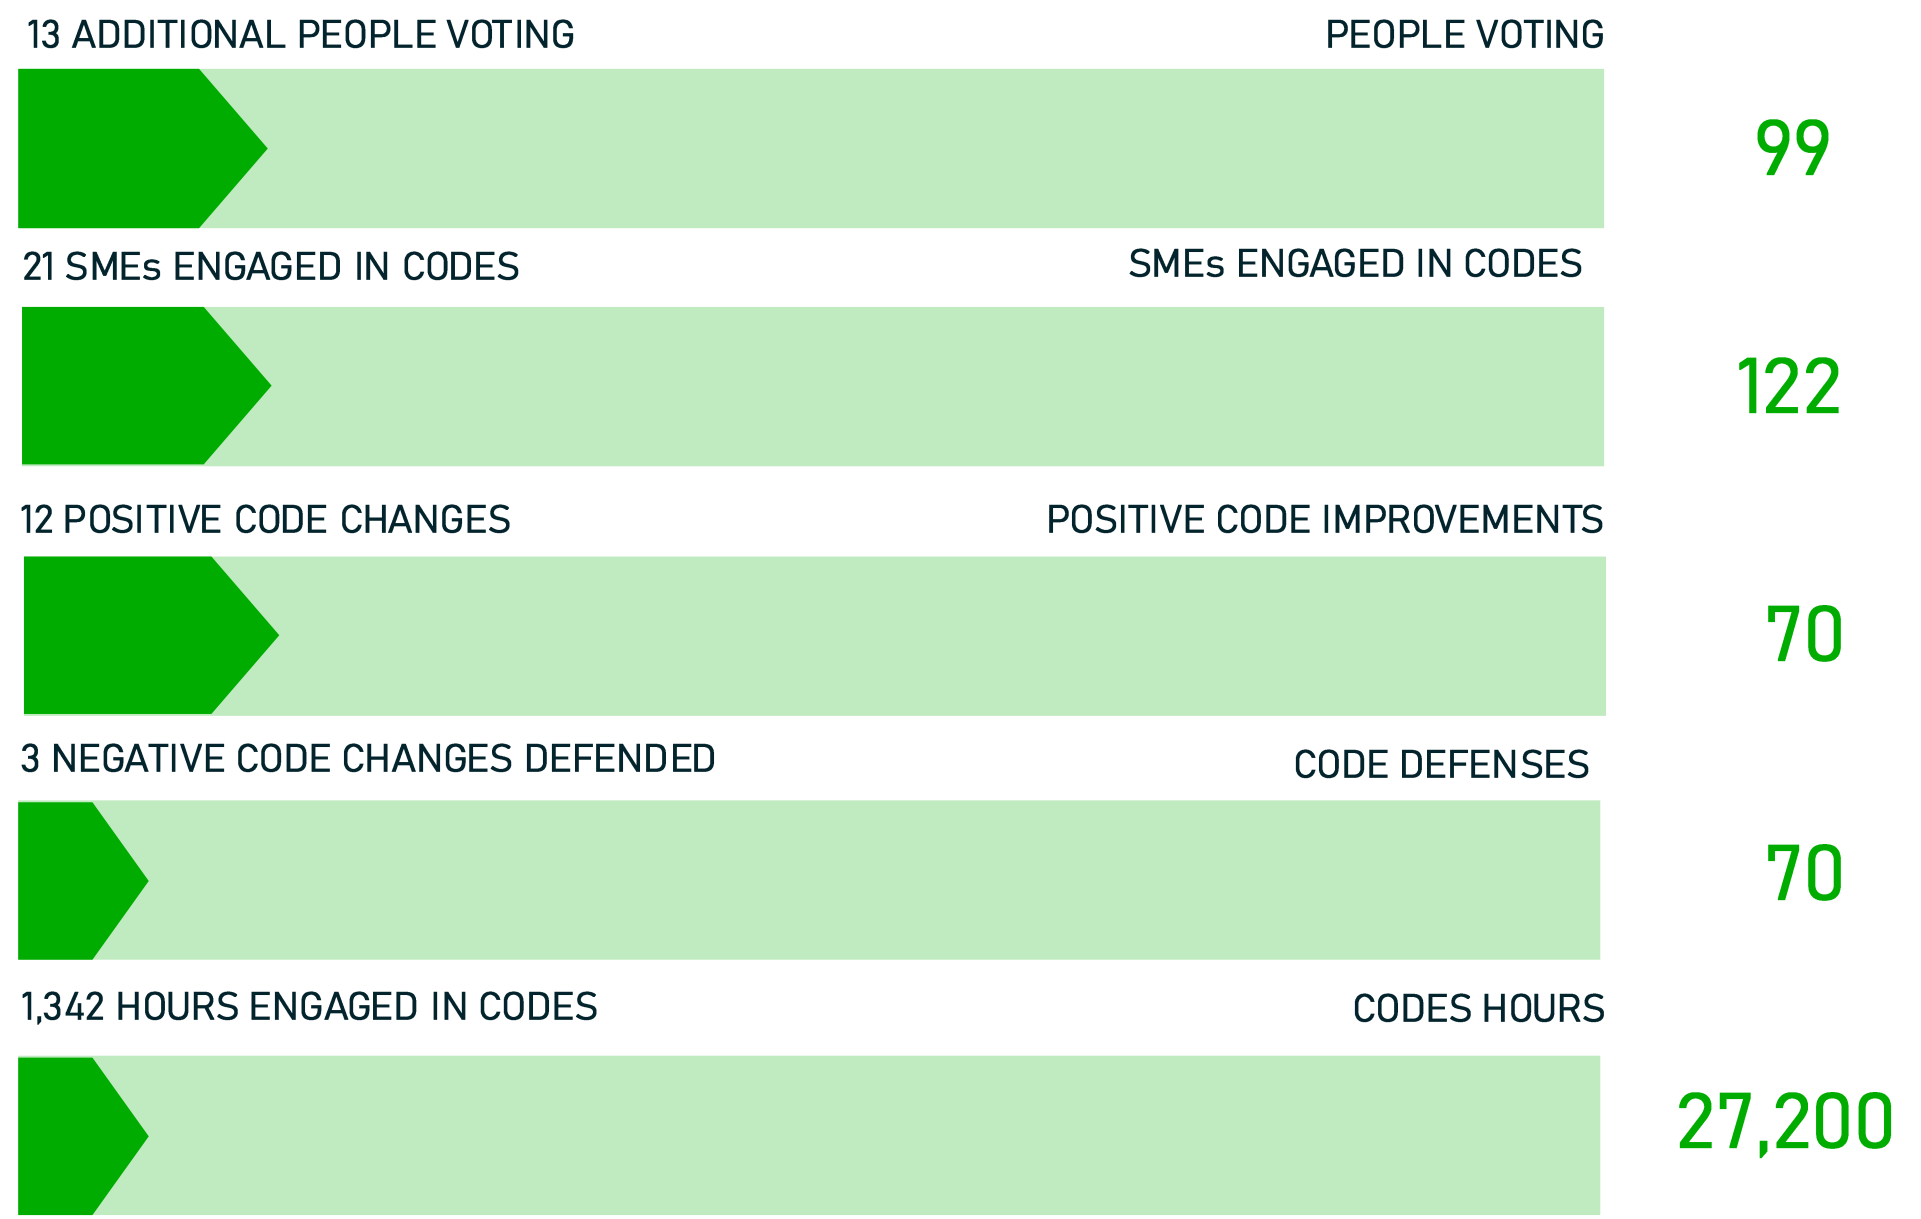 13 ADDITIONAL PEOPLE VOTING
PEOPLE VOTING
99
21 SMEs ENGAGED IN CODES
SMEs ENGAGED IN CODES
122
12 POSITIVE CODE CHANGES
POSITIVE CODE IMPROVEMENTS
70
3 NEGATIVE CODE CHANGES DEFENDED
CODE DEFENSES
70
1,342 HOURS ENGAGED IN CODES
CODES HOURS
27,200